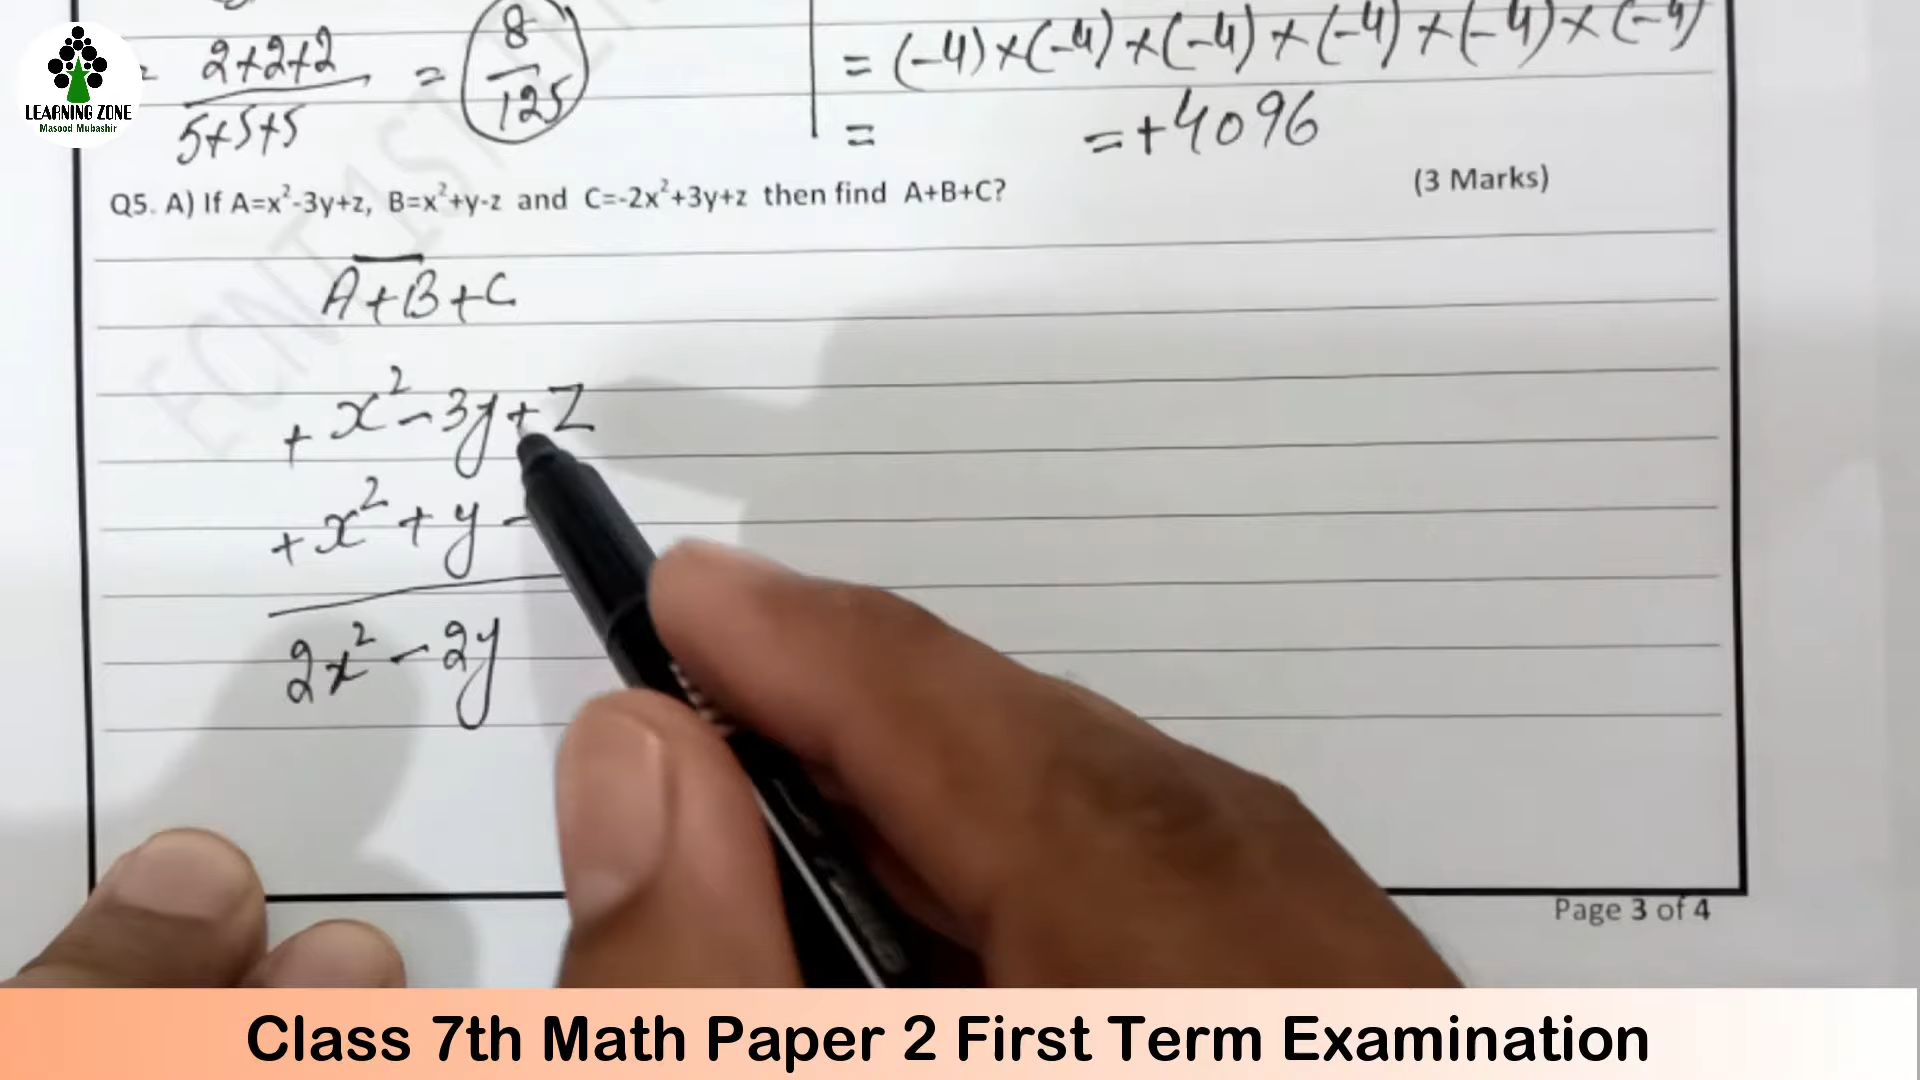 LEARNING ZONE
Masood Mubashir
= 2+2+2 / 5+5+5 = 8/125
= (-4)×(-4)×(-4)×(-4)×(-4)×(-4)
= =+4096
Q5. A) If A=x²-3y+z, B=x²+y-z and C=-2x²+3y+z then find A+B+C? (3 Marks)
A+B+C
+x²-3y+z
+x²+y-
2x²-2y
Page 3 of 4
Class 7th Math Paper 2 First Term Examination